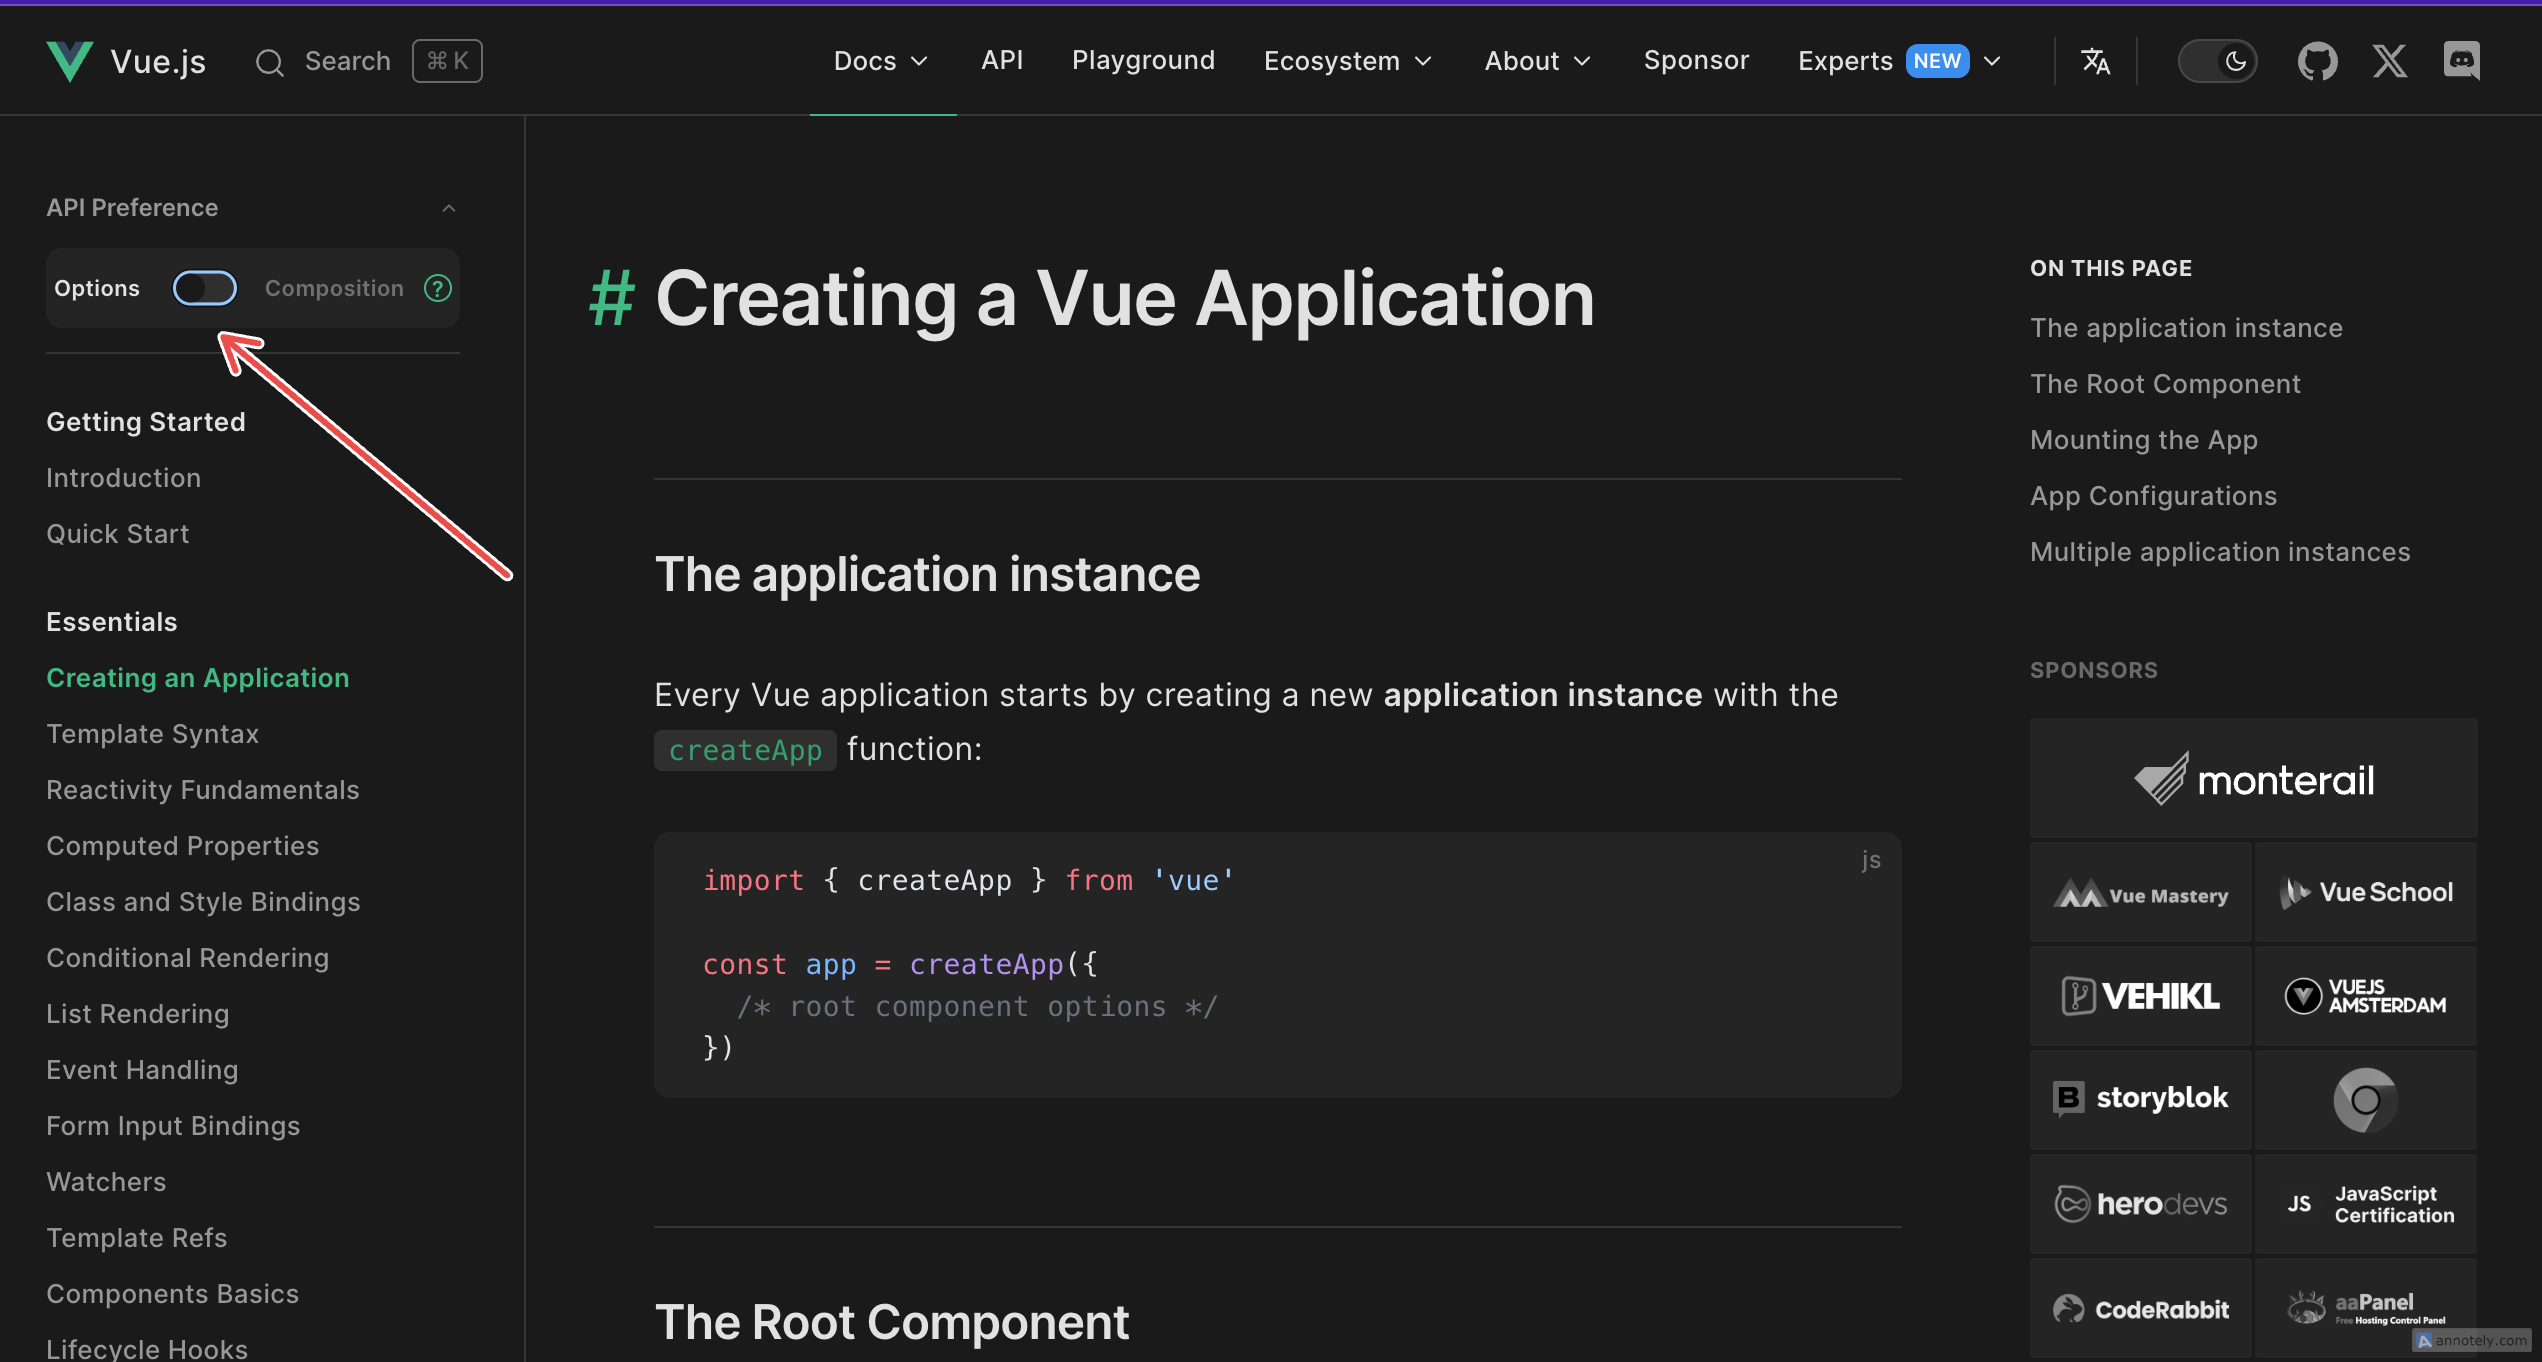 Vue.js
Search
⌘ K
Docs
API
Playground
Ecosystem
About
Sponsor
Experts NEW
API Preference
Options
Composition
?
Getting Started
Introduction
Quick Start
Essentials
Creating an Application
Template Syntax
Reactivity Fundamentals
Computed Properties
Class and Style Bindings
Conditional Rendering
List Rendering
Event Handling
Form Input Bindings
Watchers
Template Refs
Components Basics
Lifecycle Hooks
# Creating a Vue Application
The application instance
Every Vue application starts by creating a new application instance with the
createApp function:
js
import { createApp } from 'vue'
const app = createApp({
  /* root component options */
})
The Root Component
ON THIS PAGE
The application instance
The Root Component
Mounting the App
App Configurations
Multiple application instances
SPONSORS
monterail
Vue Mastery
Vue School
VEHIKL
VUEJS
AMSTERDAM
B storyblok
herodevs
JS JavaScript
Certification
CodeRabbit
aaPanel
Free Hosting Control Panel
annotely.com